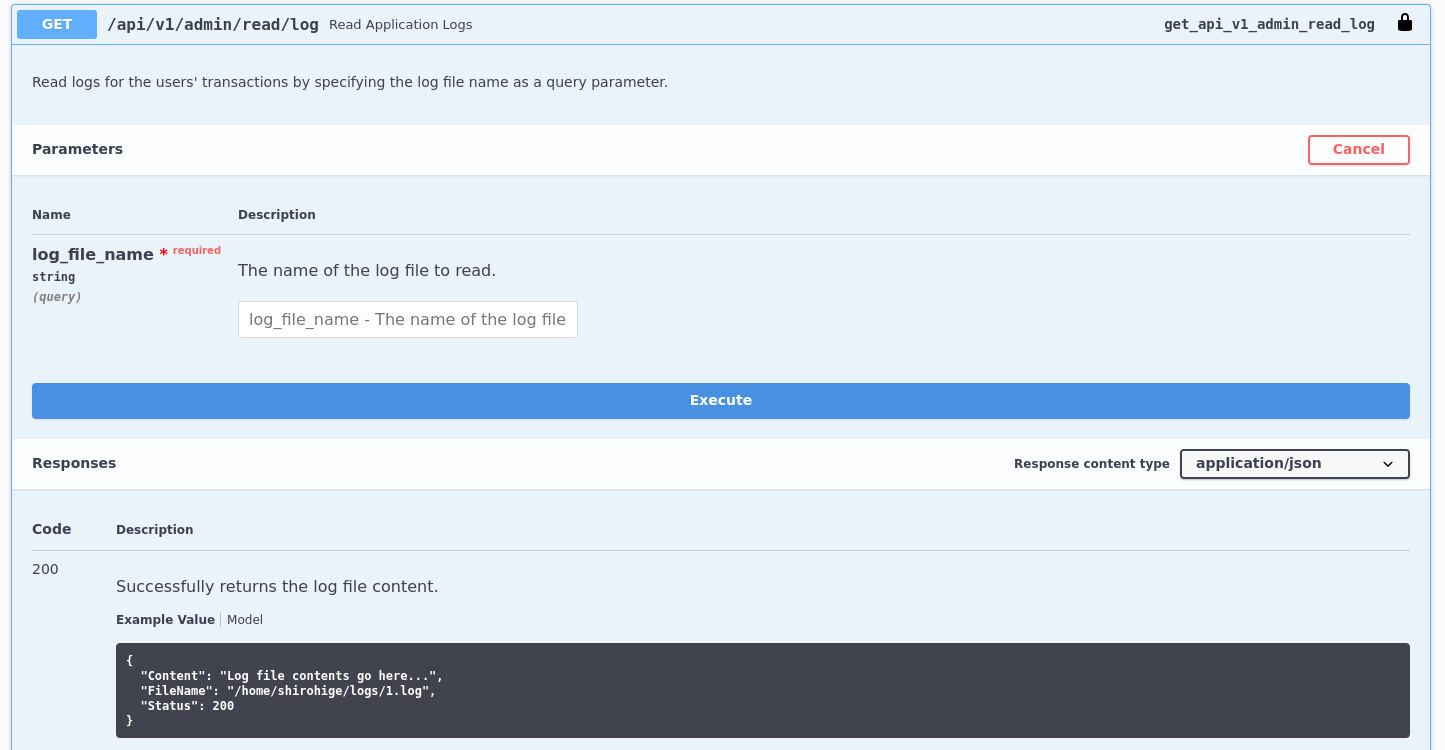 GET /api/v1/admin/read/log Read Application Logs get_api_v1_admin_read_log
Read logs for the users' transactions by specifying the log file name as a query parameter.
Parameters Cancel
Name Description
log_file_name * required
string
(query)
The name of the log file to read.
log_file_name - The name of the log file
Execute
Responses Response content type application/json
Code Description
200
Successfully returns the log file content.
Example Value Model
{
  "Content": "Log file contents go here...",
  "FileName": "/home/shirohige/logs/1.log",
  "Status": 200
}